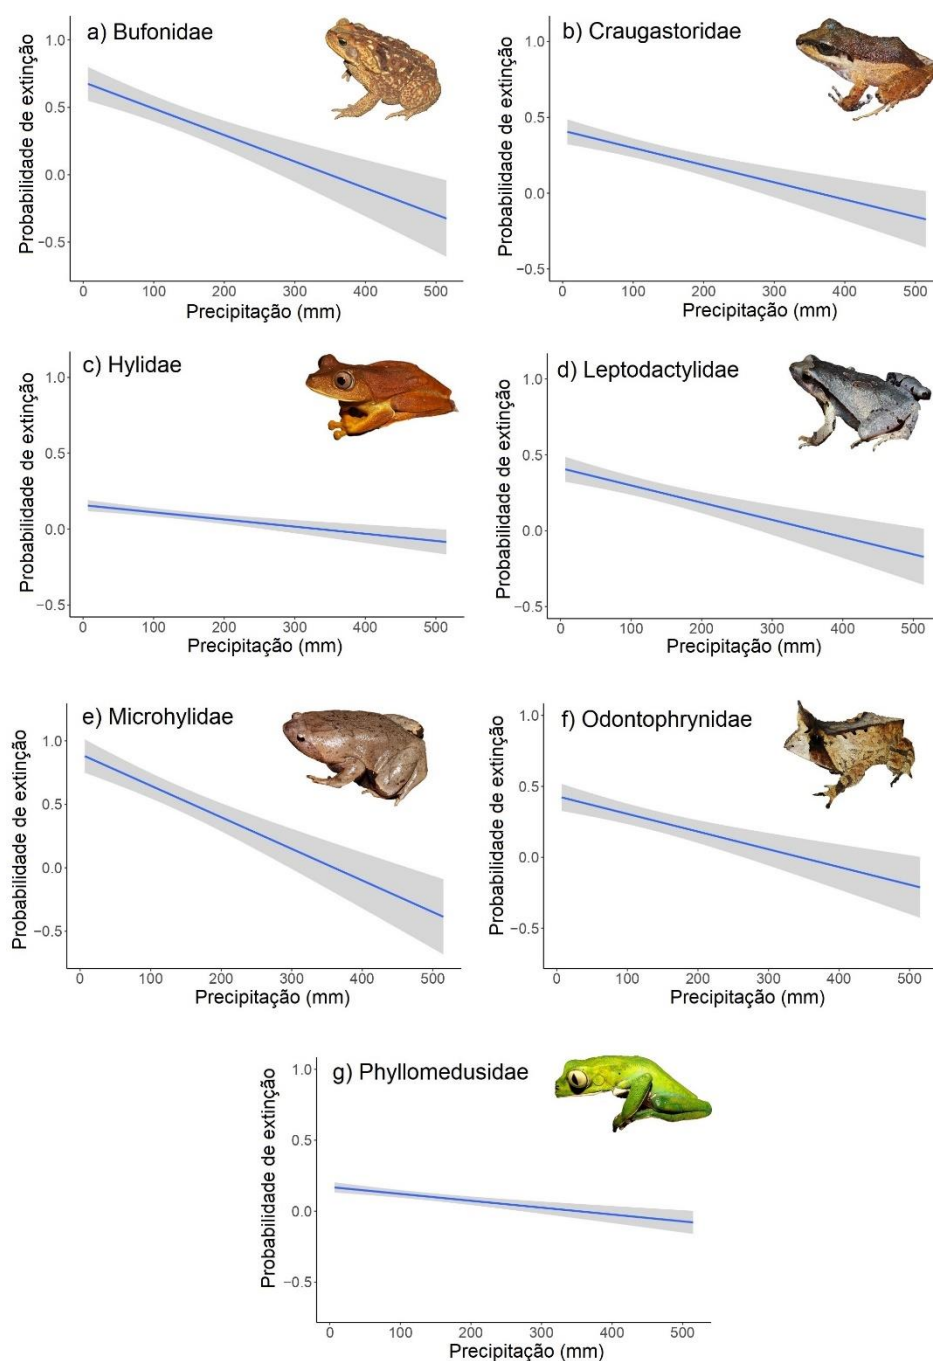 a) Bufonidae
Probabilidade de extinção
1.0
0.5
0.0
−0.5
0 100 200 300 400 500
Precipitação (mm)
b) Craugastoridae
Probabilidade de extinção
1.0
0.5
0.0
−0.5
0 100 200 300 400 500
Precipitação (mm)
c) Hylidae
Probabilidade de extinção
1.0
0.5
0.0
−0.5
0 100 200 300 400 500
Precipitação (mm)
d) Leptodactylidae
Probabilidade de extinção
1.0
0.5
0.0
−0.5
0 100 200 300 400 500
Precipitação (mm)
e) Microhylidae
Probabilidade de extinção
1.0
0.5
0.0
−0.5
0 100 200 300 400 500
Precipitação (mm)
f) Odontophrynidae
Probabilidade de extinção
1.0
0.5
0.0
−0.5
0 100 200 300 400 500
Precipitação (mm)
g) Phyllomedusidae
Probabilidade de extinção
1.0
0.5
0.0
−0.5
0 100 200 300 400 500
Precipitação (mm)